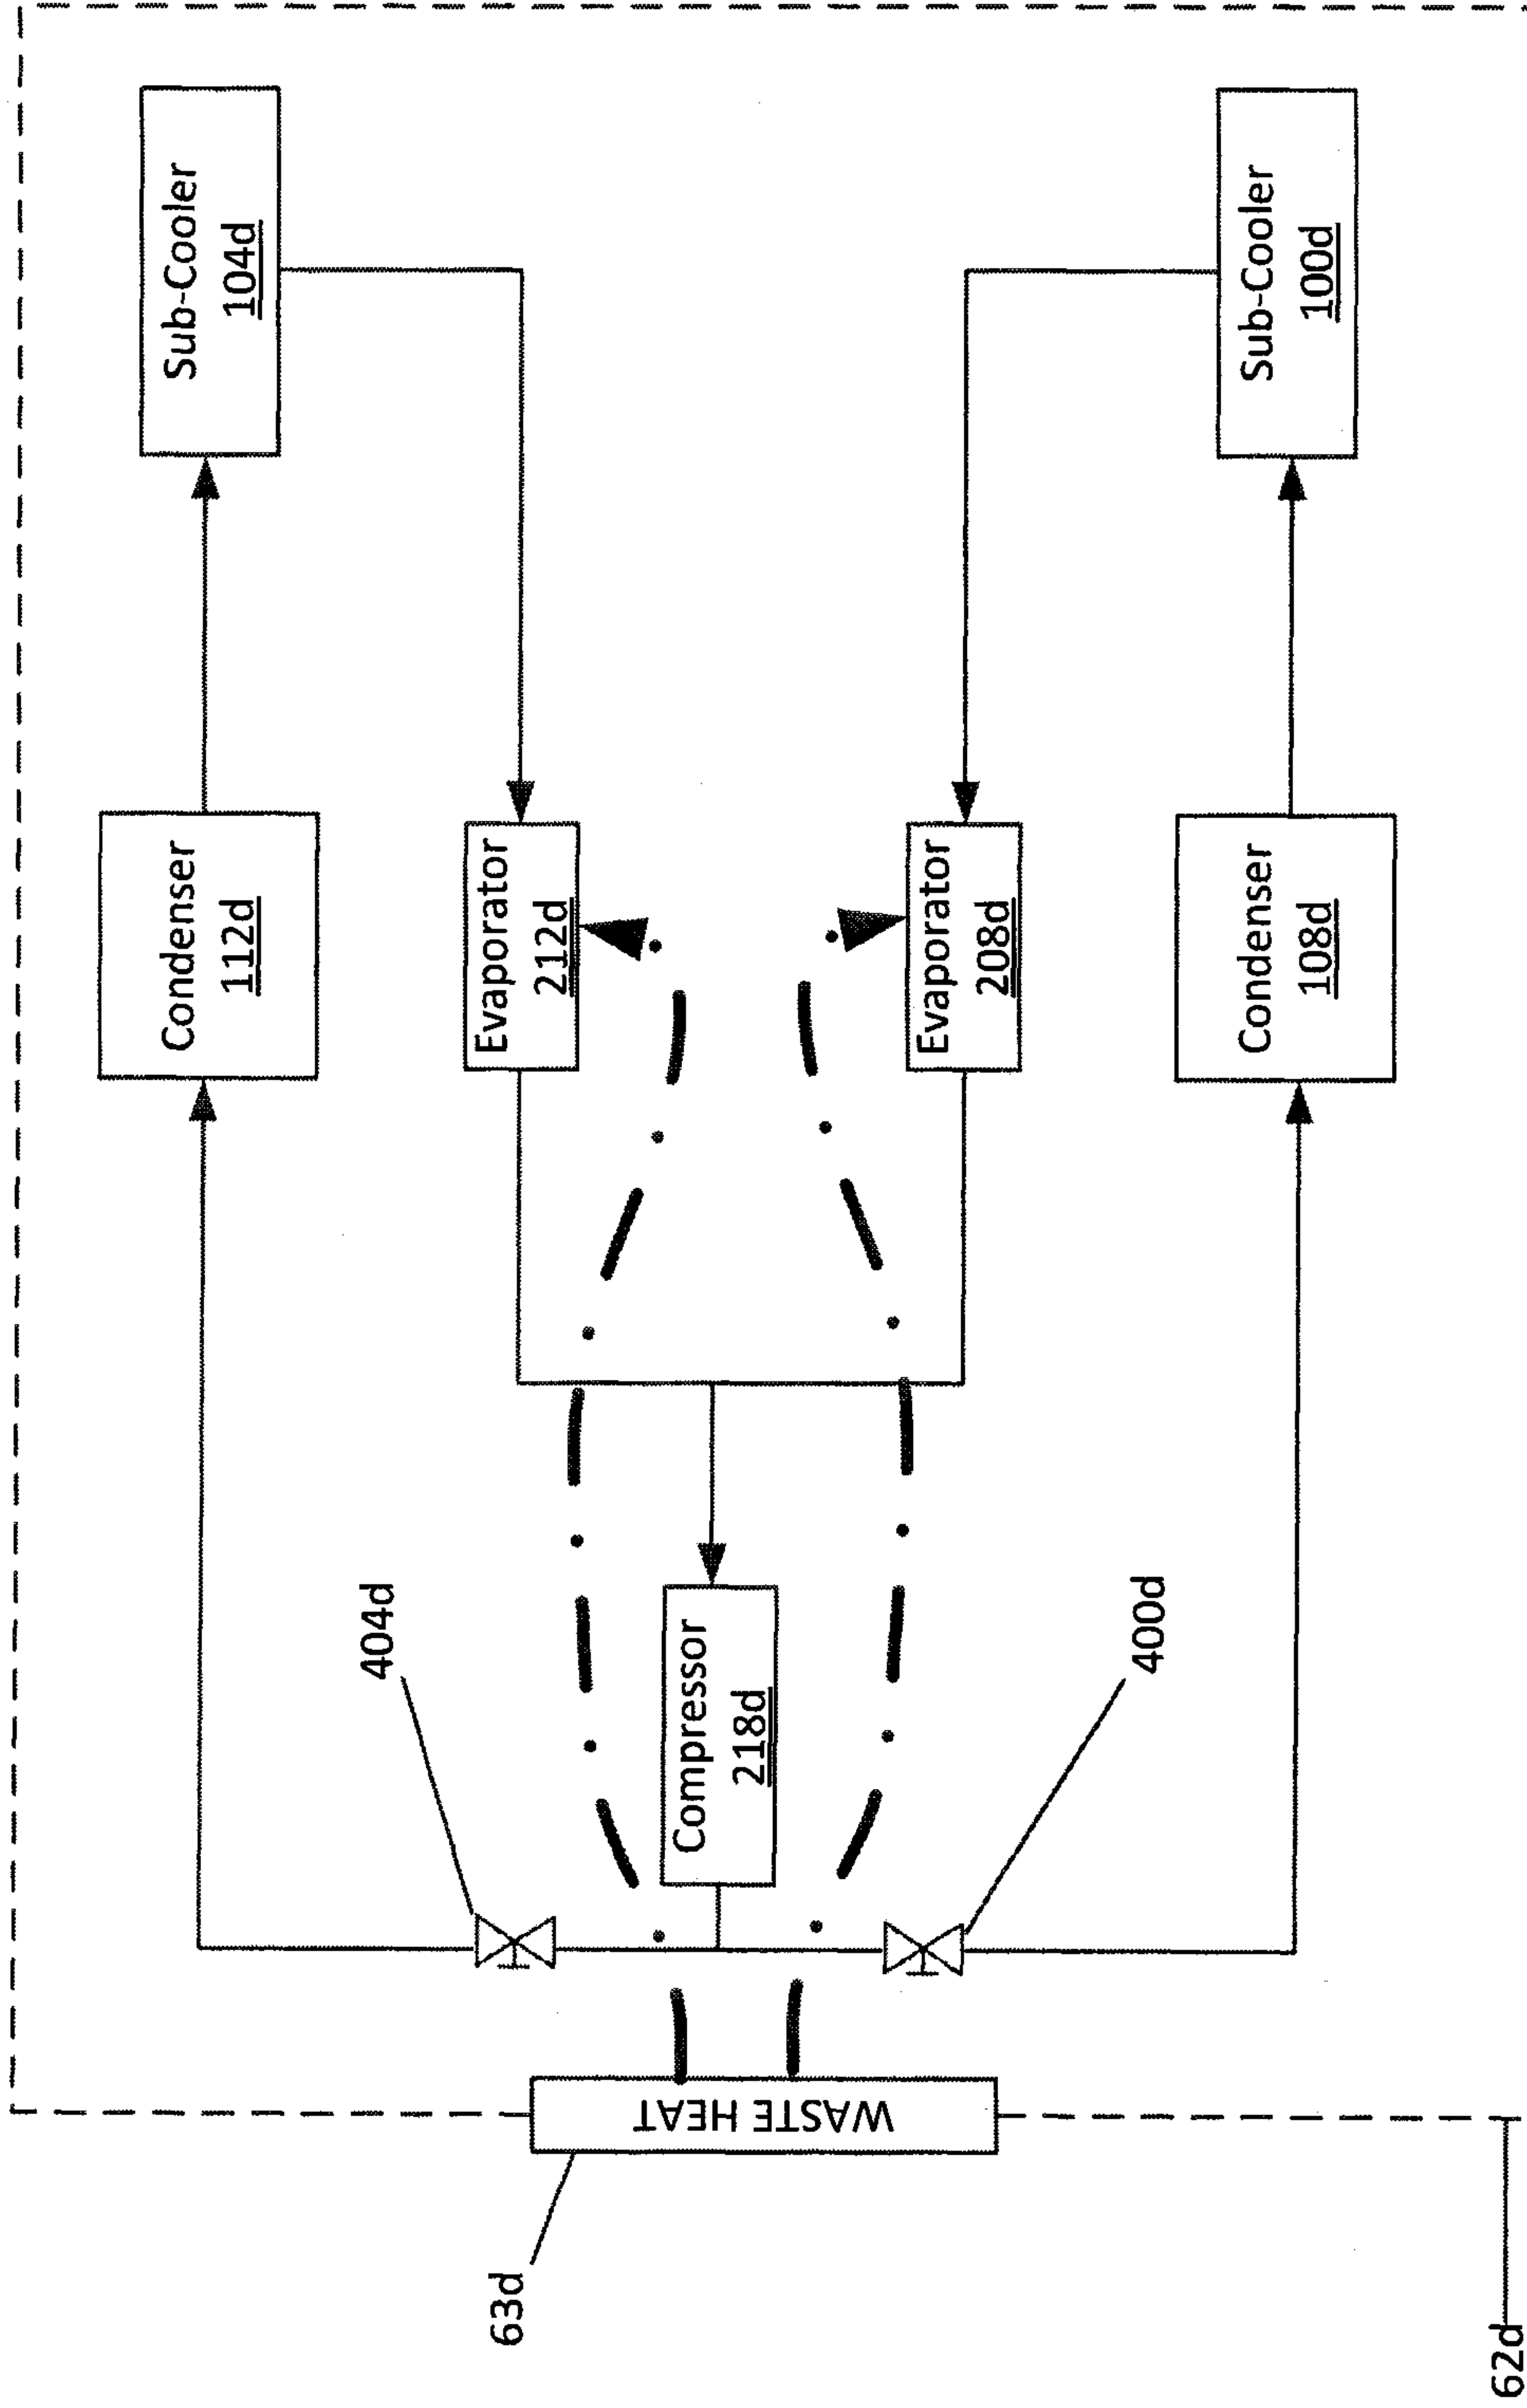 Sub-Cooler
104d
Sub-Cooler
100d
Condenser
112d
Evaporator
212d
Evaporator
208d
Condenser
108d
404d
Compressor
218d
400d
WASTE HEAT
63d
62d